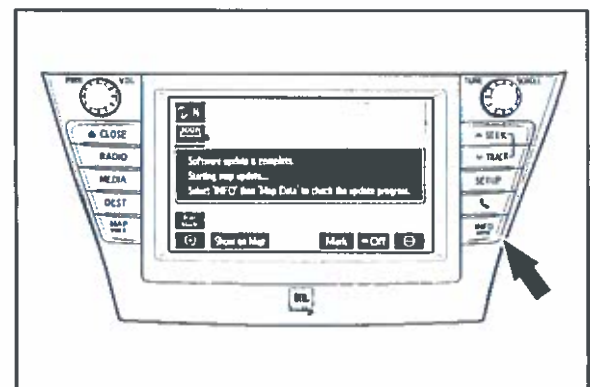 PWR VOL
TUNE SCROLL
CLOSE
RADIO
MEDIA
DEST
MAP
SEEK
TRACK
SETUP
INFO
N
Software update is complete.
Starting map update...
Select 'INFO' then 'Map Data' to check the update progress.
Show on Map
Mark
Off